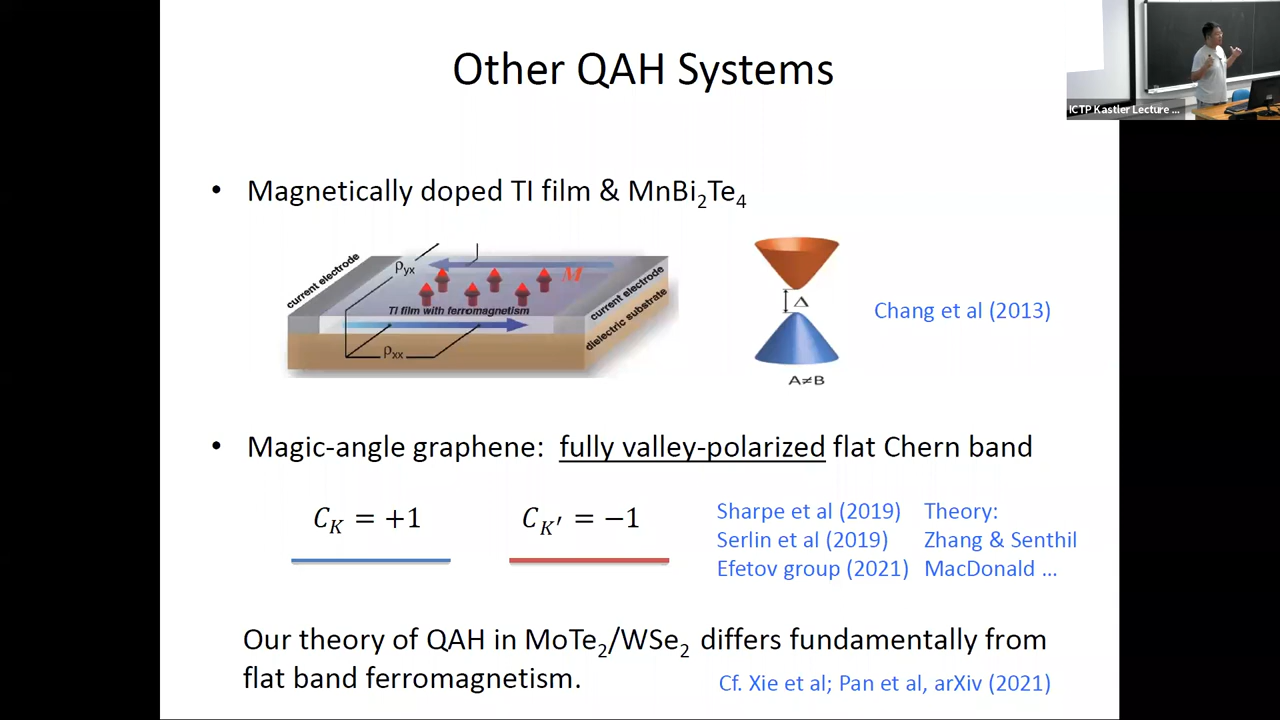 Other QAH Systems
ICTP Kastler Lecture ...
• Magnetically doped TI film & MnBi₂Te₄
current electrode
ρyx
M
TI film with ferromagnetism
current electrode
dielectric substrate
ρxx
Δ
A≠B
Chang et al (2013)
• Magic-angle graphene: fully valley-polarized flat Chern band
C_K = +1
C_K′ = −1
Sharpe et al (2019)
Serlin et al (2019)
Efetov group (2021)
Theory:
Zhang & Senthil
MacDonald ...
Our theory of QAH in MoTe₂/WSe₂ differs fundamentally from
flat band ferromagnetism.
Cf. Xie et al; Pan et al, arXiv (2021)